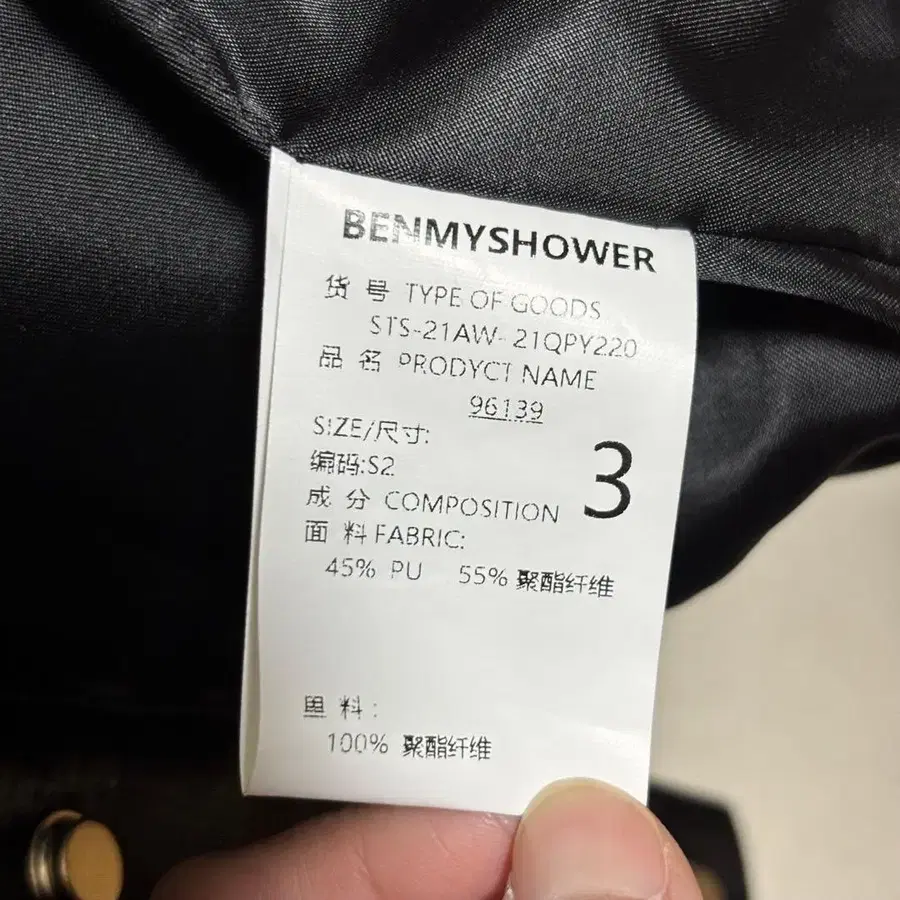 BENMYSHOWER
货 号 TYPE OF GOODS
STS-21AW-21QPY220
品 名 PRODYCT NAME
96139
SIZE/尺寸:
3
编码:S2
成 分 COMPOSITION
面 料 FABRIC:
45% PU 55% 聚酯纤维
里 料:
100% 聚酯纤维